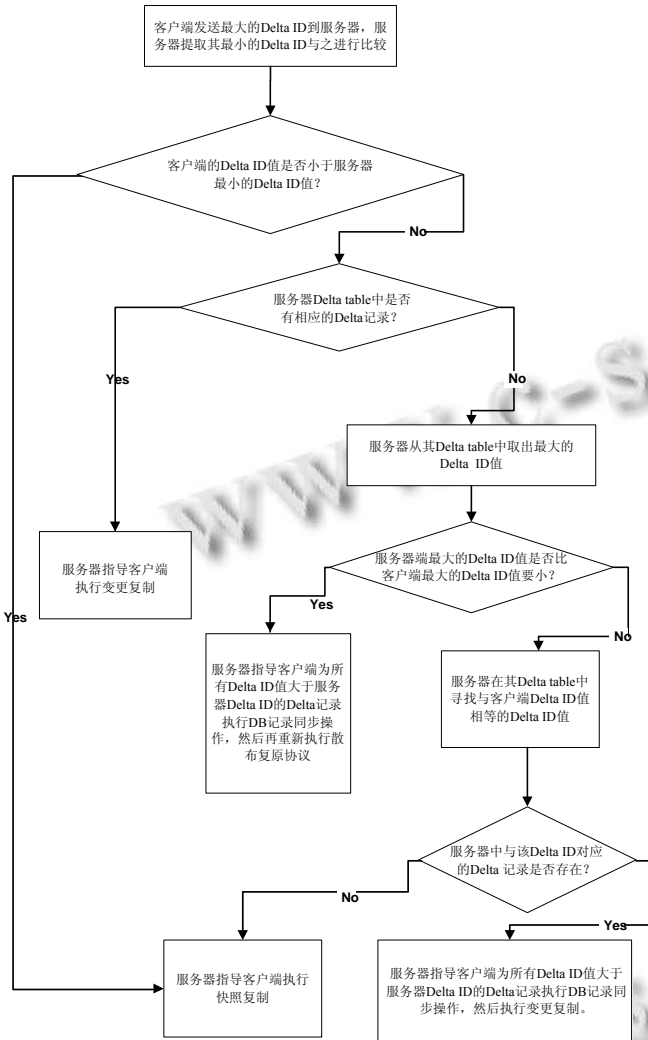 客户端发送最大的Delta ID到服务器，服
务器提取其最小的Delta ID与之进行比较
客户端的Delta ID值是否小于服务器
最小的Delta ID值？
No
服务器Delta table中是否
有相应的Delta记录？
Yes
No
服务器从其Delta table中取出最大的
Delta ID值
服务器指导客户端
执行变更复制
服务器端最大的Delta ID值是否比
客户端最大的Delta ID值要小？
Yes
Yes
No
服务器指导客户端为所
有Delta ID值大于服务
器Delta ID的Delta记录
执行DB记录同步操
作，然后再重新执行散
布复原协议
服务器在其Delta table中
寻找与客户端Delta ID值
相等的Delta ID值
服务器中与该Delta ID对应
的Delta 记录是否存在？
No
Yes
服务器指导客户端执行
快照复制
服务器指导客户端为所有Delta ID值大于
服务器Delta ID的Delta记录执行DB记录同
步操作，然后执行变更复制。